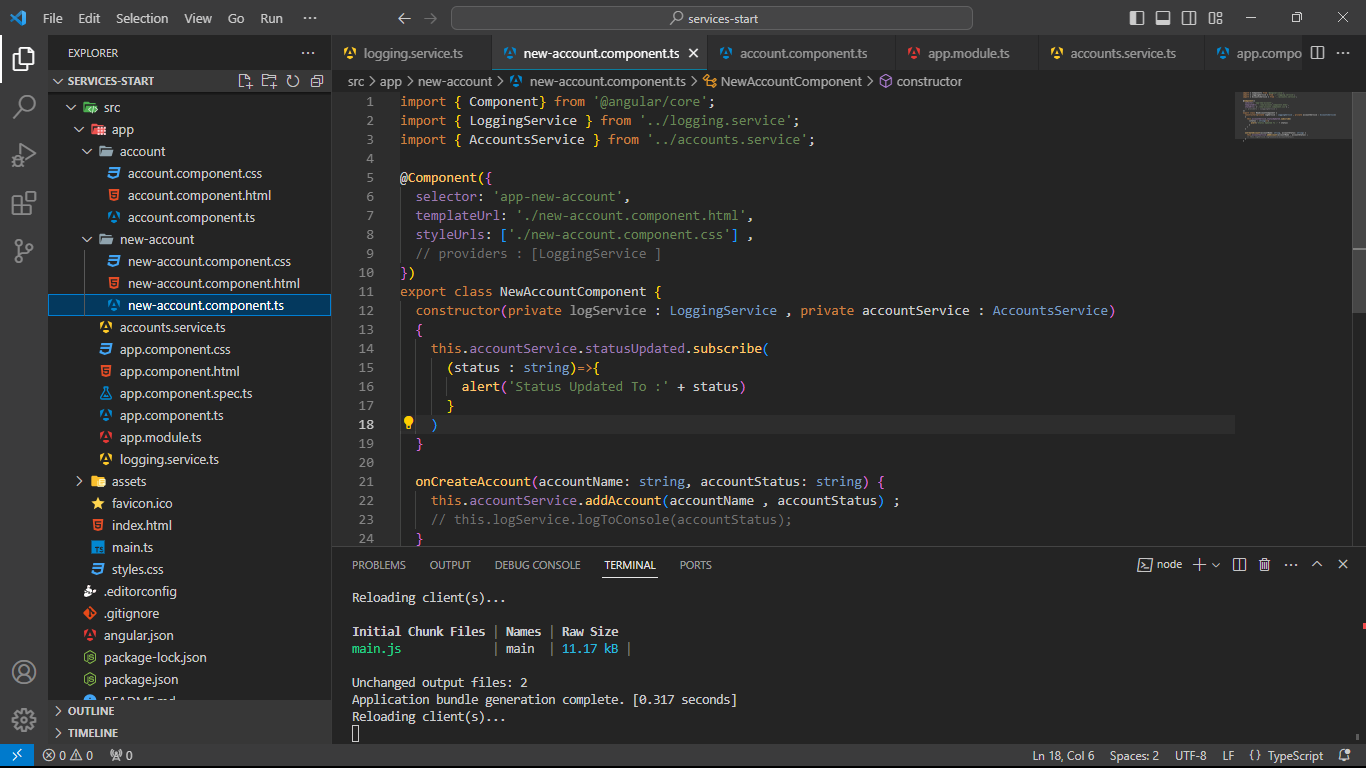 File Edit Selection View Go Run ··· services-start
EXPLORER ···
logging.service.ts new-account.component.ts account.component.ts app.module.ts accounts.service.ts app.compo ···
SERVICES-START
src > app > new-account > new-account.component.ts > NewAccountComponent > constructor
src
app
account
account.component.css
account.component.html
account.component.ts
new-account
new-account.component.css
new-account.component.html
new-account.component.ts
accounts.service.ts
app.component.css
app.component.html
app.component.spec.ts
app.component.ts
app.module.ts
logging.service.ts
assets
favicon.ico
index.html
main.ts
styles.css
.editorconfig
.gitignore
angular.json
package-lock.json
package.json
README.md
OUTLINE
TIMELINE
1 import { Component} from '@angular/core';
2 import { LoggingService } from '../logging.service';
3 import { AccountsService } from '../accounts.service';
4
5 @Component({
6 selector: 'app-new-account',
7 templateUrl: './new-account.component.html',
8 styleUrls: ['./new-account.component.css'] ,
9 // providers : [LoggingService ]
10 })
11 export class NewAccountComponent {
12 constructor(private logService : LoggingService , private accountService : AccountsService)
13 {
14 this.accountService.statusUpdated.subscribe(
15 (status : string)=>{
16 alert('Status Updated To :' + status)
17 }
18 )
19 }
20
21 onCreateAccount(accountName: string, accountStatus: string) {
22 this.accountService.addAccount(accountName , accountStatus) ;
23 // this.logService.logToConsole(accountStatus);
24 }
PROBLEMS OUTPUT DEBUG CONSOLE TERMINAL PORTS node ···
Reloading client(s)...
Initial Chunk Files | Names | Raw Size
main.js | main | 11.17 kB |
Unchanged output files: 2
Application bundle generation complete. [0.317 seconds]
Reloading client(s)...
0 0 0 Ln 18, Col 6 Spaces: 2 UTF-8 LF {} TypeScript